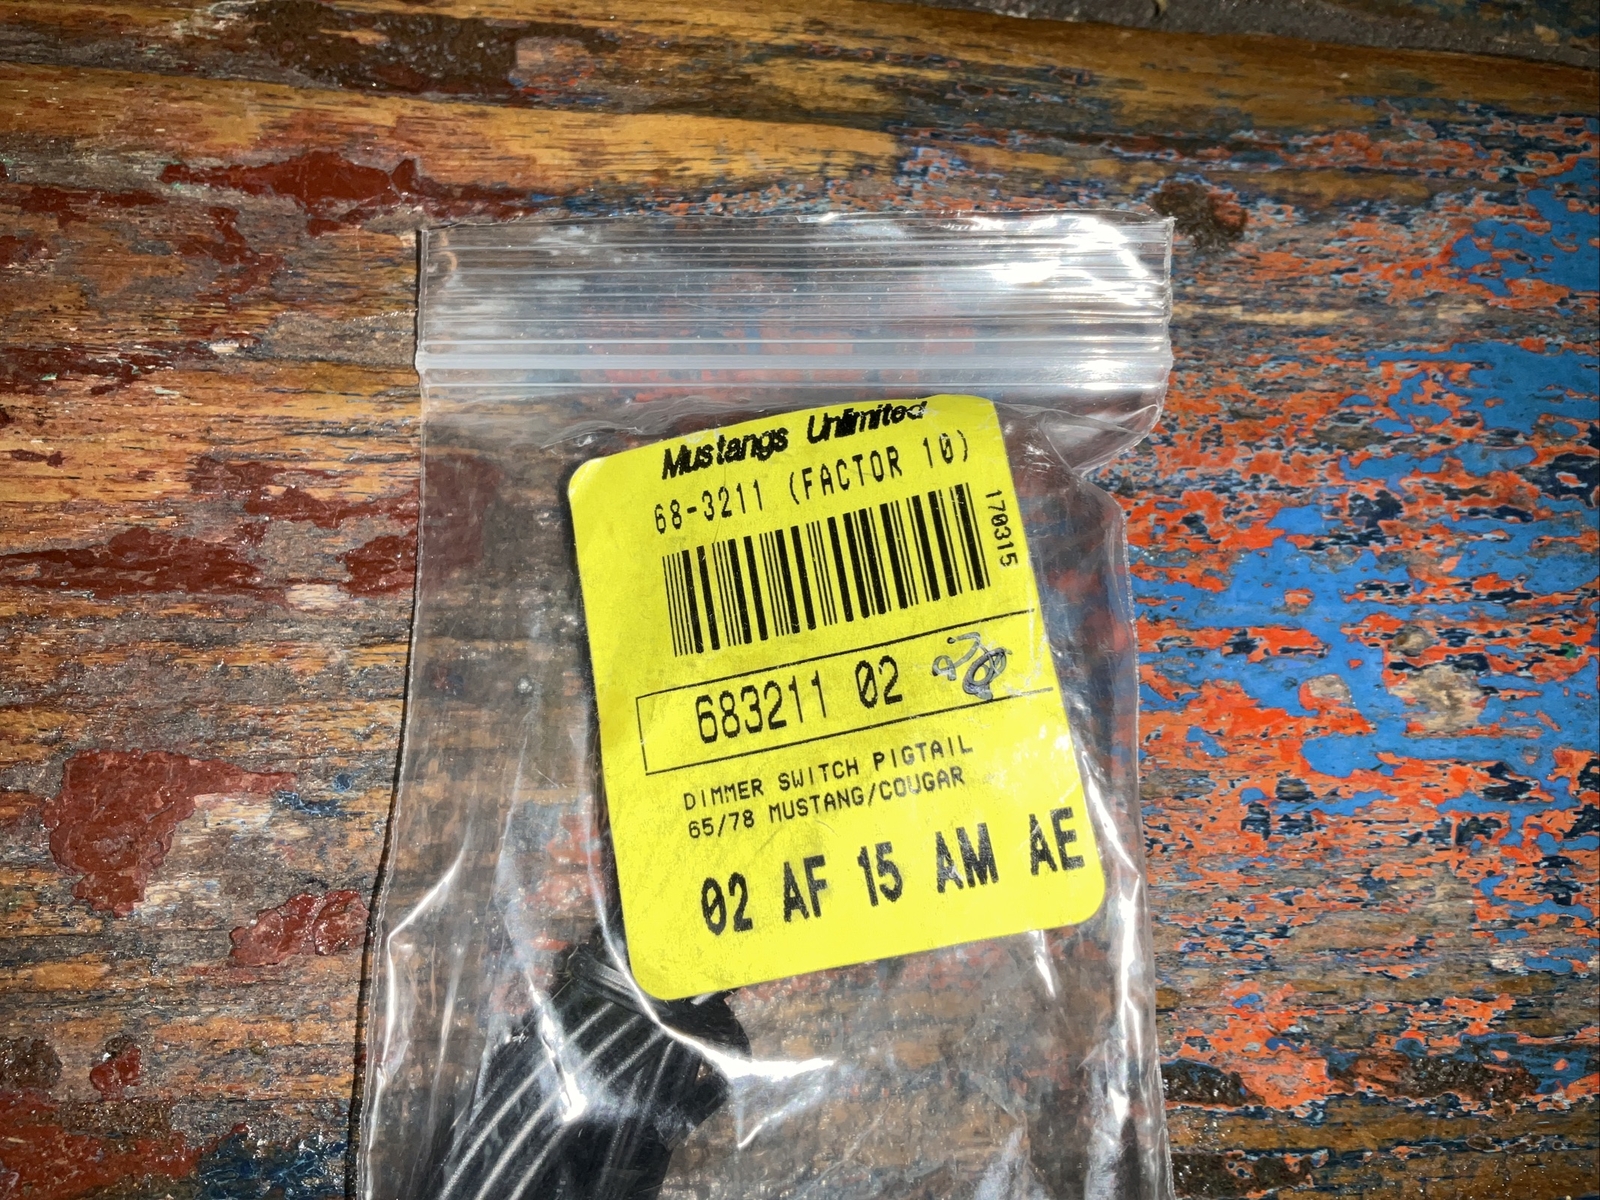 Mustangs Unlimited
68-3211 (FACTOR 10)
170315
683211 02
DIMMER SWITCH PIGTAIL
65/78 MUSTANG/COUGAR
02 AF 15 AM AE